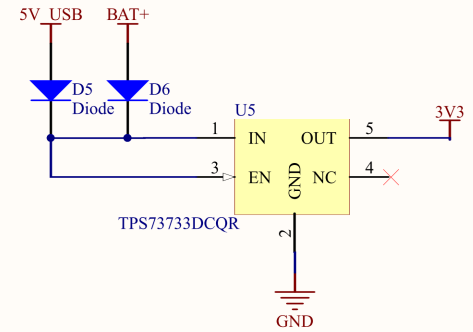 5V_USB BAT+
D5 D6
Diode Diode
U5
3V3
1 IN OUT 5
3 EN GND NC 4
TPS73733DCQR
2
GND